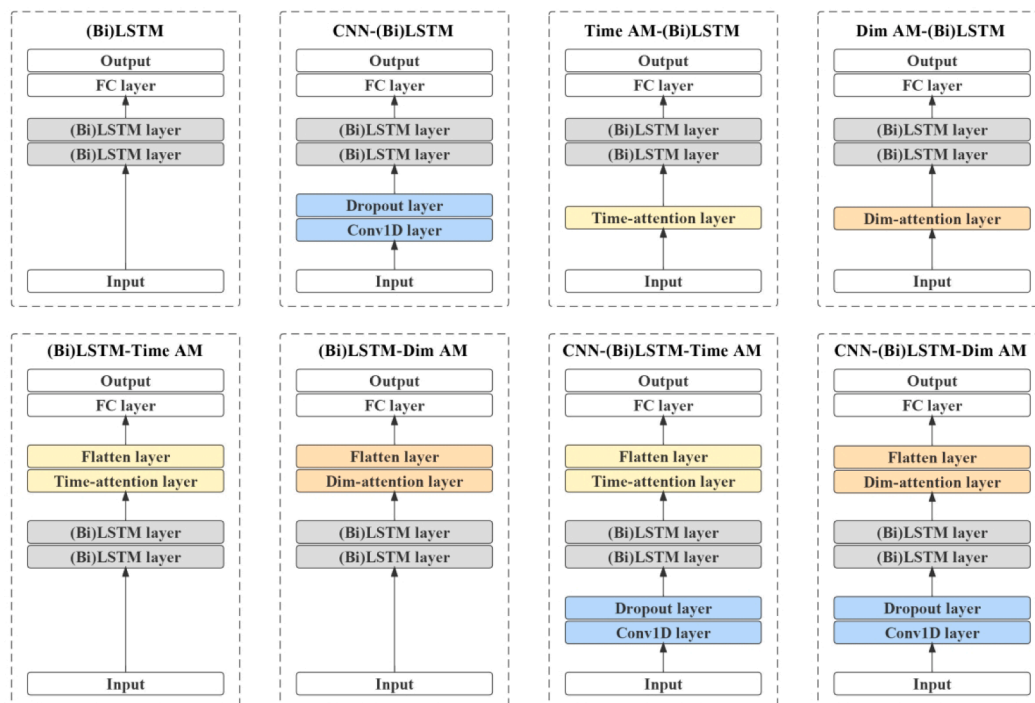 (Bi)LSTM
Output
FC layer
(Bi)LSTM layer
(Bi)LSTM layer
Input
CNN-(Bi)LSTM
Output
FC layer
(Bi)LSTM layer
(Bi)LSTM layer
Dropout layer
Conv1D layer
Input
Time AM-(Bi)LSTM
Output
FC layer
(Bi)LSTM layer
(Bi)LSTM layer
Time-attention layer
Input
Dim AM-(Bi)LSTM
Output
FC layer
(Bi)LSTM layer
(Bi)LSTM layer
Dim-attention layer
Input
(Bi)LSTM-Time AM
Output
FC layer
Flatten layer
Time-attention layer
(Bi)LSTM layer
(Bi)LSTM layer
Input
(Bi)LSTM-Dim AM
Output
FC layer
Flatten layer
Dim-attention layer
(Bi)LSTM layer
(Bi)LSTM layer
Input
CNN-(Bi)LSTM-Time AM
Output
FC layer
Flatten layer
Time-attention layer
(Bi)LSTM layer
(Bi)LSTM layer
Dropout layer
Conv1D layer
Input
CNN-(Bi)LSTM-Dim AM
Output
FC layer
Flatten layer
Dim-attention layer
(Bi)LSTM layer
(Bi)LSTM layer
Dropout layer
Conv1D layer
Input